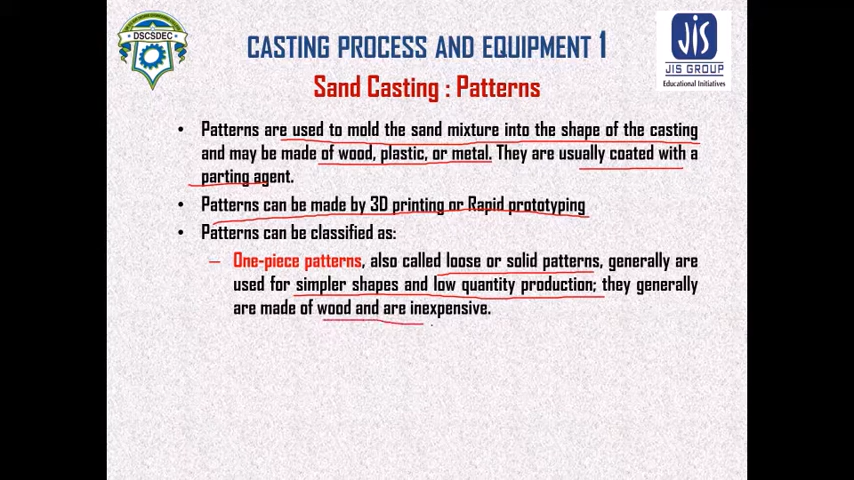 DSCSDEC
CASTING PROCESS AND EQUIPMENT 1
JIS
JIS GROUP
Educational Initiatives
Sand Casting : Patterns
• Patterns are used to mold the sand mixture into the shape of the casting
and may be made of wood, plastic, or metal. They are usually coated with a
parting agent.
• Patterns can be made by 3D printing or Rapid prototyping
• Patterns can be classified as:
– One-piece patterns, also called loose or solid patterns, generally are
used for simpler shapes and low quantity production; they generally
are made of wood and are inexpensive.